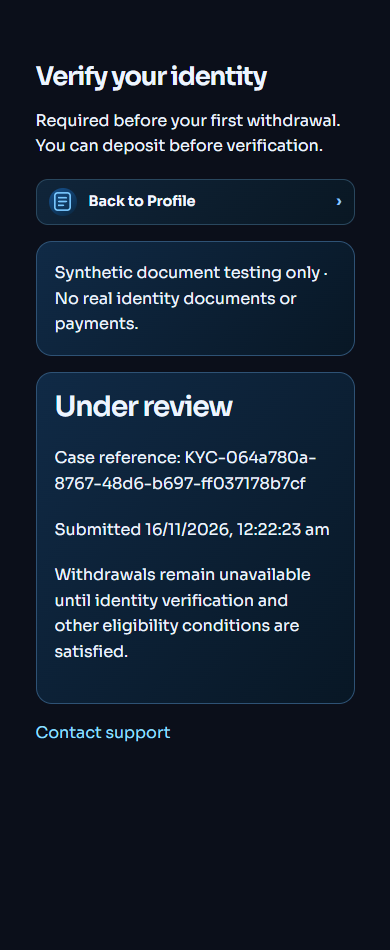 Verify your identity
Required before your first withdrawal.
You can deposit before verification.
Back to Profile ›
Synthetic document testing only ·
No real identity documents or
payments.
Under review
Case reference: KYC-064a780a-
8767-48d6-b697-ff037178b7cf
Submitted 16/11/2026, 12:22:23 am
Withdrawals remain unavailable
until identity verification and
other eligibility conditions are
satisfied.
Contact support